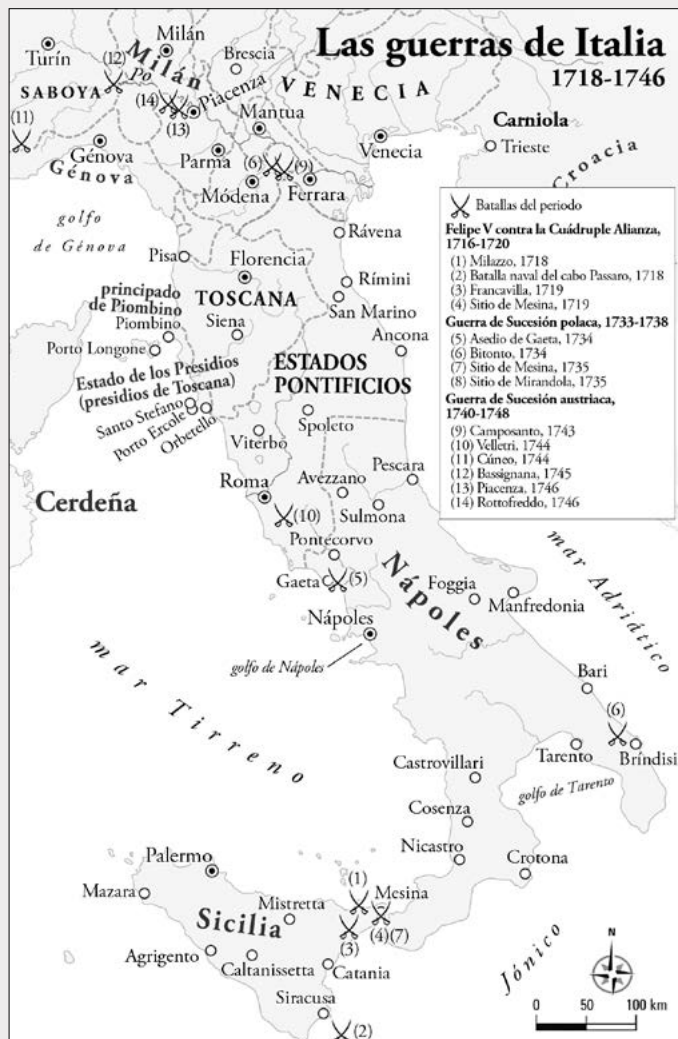 Las guerras de Italia
1718-1746
Turín
(12)
Milán
Milán
Po
Brescia
VENECIA
SABOYA
(14)
(13)
Piacenza
Mantua
Carniola
Trieste
Croacia
(11)
Génova
Génova
Parma
(6)
(9)
Módena
Ferrara
Venecia
golfo
de Génova
Rávena
Pisa
Florencia
Rímini
TOSCANA
San Marino
principado
de Piombino
Piombino
Siena
Ancona
Porto Longone
Estado de los Presidios
(presidios de Toscana)
ESTADOS
PONTIFICIOS
Santo Stefano
Porto Ercole
Orbetello
Viterbo
Spoleto
Pescara
Roma
Avezzano
Cerdeña
(10)
Sulmona
Pontecorvo
Gaeta
(5)
Nápoles
Foggia
Manfredonia
mar Adriático
Nápoles
golfo de Nápoles
Bari
(6)
mar Tirreno
Tarento
Bríndisi
Castrovillari
golfo de Tarento
Cosenza
Nicastro
Crotona
Palermo
(1)
Mesina
Mazara
Mistretta
Sicilia
(3)
(4)(7)
Agrigento
Caltanissetta
Catania
Jónico
Siracusa
(2)
N
0 50 100 km
Batallas del periodo
Felipe V contra la Cuádruple Alianza,
1716-1720
(1) Milazzo, 1718
(2) Batalla naval del cabo Passaro, 1718
(3) Francavilla, 1719
(4) Sitio de Mesina, 1719
Guerra de Sucesión polaca, 1733-1738
(5) Asedio de Gaeta, 1734
(6) Bitonto, 1734
(7) Sitio de Mesina, 1735
(8) Sitio de Mirandola, 1735
Guerra de Sucesión austriaca,
1740-1748
(9) Camposanto, 1743
(10) Velletri, 1744
(11) Cúneo, 1744
(12) Bassignana, 1745
(13) Piacenza, 1746
(14) Rottofreddo, 1746